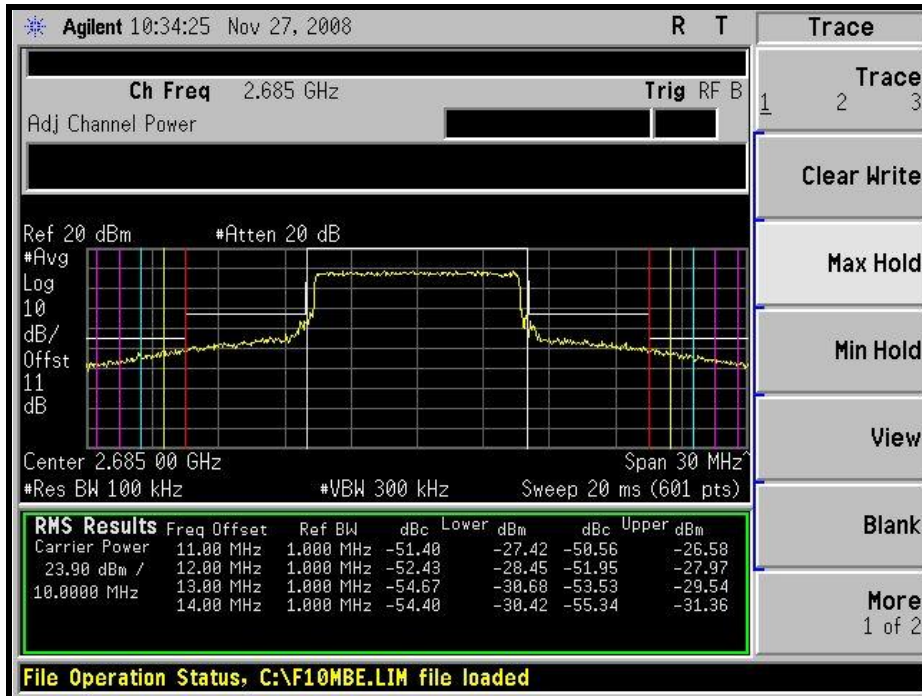 Agilent 10:34:25 Nov 27, 2008 R T
Trace
Ch Freq 2.685 GHz Trig RF B
Adj Channel Power
Trace
1 2 3
Clear Write
Max Hold
Min Hold
View
Blank
More
1 of 2
Ref 20 dBm #Atten 20 dB
#Avg
Log
10
dB/
Offst
11
dB
Center 2.685 00 GHz Span 30 MHz^
#Res BW 100 kHz #VBW 300 kHz Sweep 20 ms (601 pts)
RMS Results Freq Offset Ref BW dBc Lower dBm dBc Upper dBm
Carrier Power 11.00 MHz 1.000 MHz -51.40 -27.42 -50.56 -26.58
23.90 dBm / 12.00 MHz 1.000 MHz -52.43 -28.45 -51.95 -27.97
10.0000 MHz 13.00 MHz 1.000 MHz -54.67 -30.68 -53.53 -29.54
14.00 MHz 1.000 MHz -54.40 -30.42 -55.34 -31.36
File Operation Status, C:\F10MBE.LIM file loaded